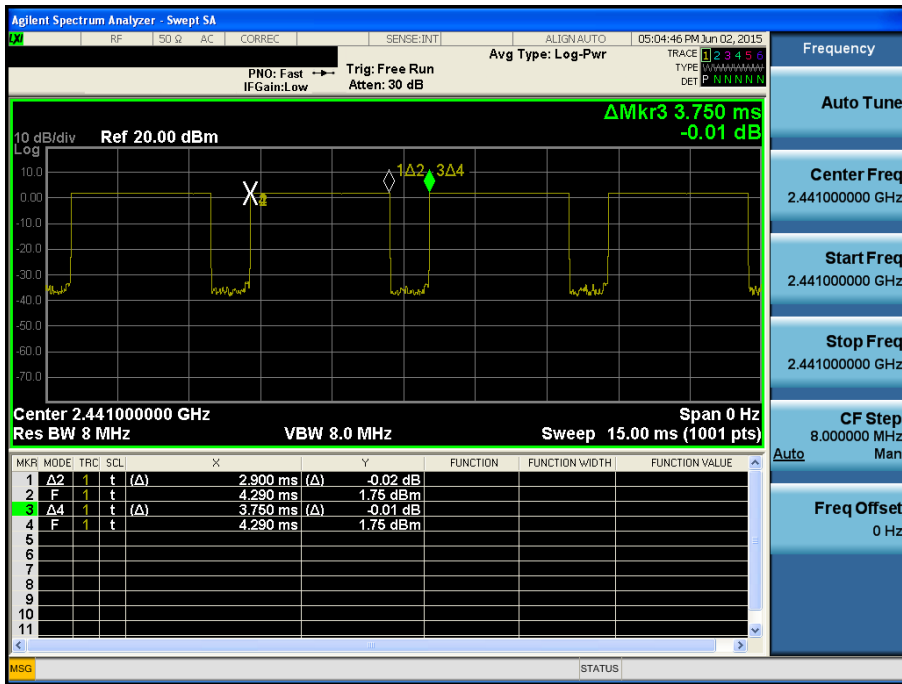 Agilent Spectrum Analyzer - Swept SA
LXI RF 50 Ω AC CORREC SENSE:INT ALIGN AUTO 05:04:46 PM Jun 02, 2015
Frequency
Avg Type: Log-Pwr TRACE 1 2 3 4 5 6
PNO: Fast Trig: Free Run TYPE WWWWWW
IFGain:Low Atten: 30 dB DET P N N N N N
Auto Tune
ΔMkr3 3.750 ms
-0.01 dB
10 dB/div Ref 20.00 dBm
Log
10.0
0.00
-10.0
-20.0
-30.0
-40.0
-50.0
-60.0
-70.0
1Δ2 3Δ4
Center Freq
2.441000000 GHz
Start Freq
2.441000000 GHz
Stop Freq
2.441000000 GHz
Center 2.441000000 GHz Span 0 Hz
Res BW 8 MHz VBW 8.0 MHz Sweep 15.00 ms (1001 pts)
CF Step
8.000000 MHz
Auto Man
Freq Offset
0 Hz
MKR MODE TRC SCL X Y FUNCTION FUNCTION WIDTH FUNCTION VALUE
1 Δ2 1 t (Δ) 2.900 ms (Δ) -0.02 dB
2 F 1 t 4.290 ms 1.75 dBm
3 Δ4 1 t (Δ) 3.750 ms (Δ) -0.01 dB
4 F 1 t 4.290 ms 1.75 dBm
5
6
7
8
9
10
11
MSG STATUS